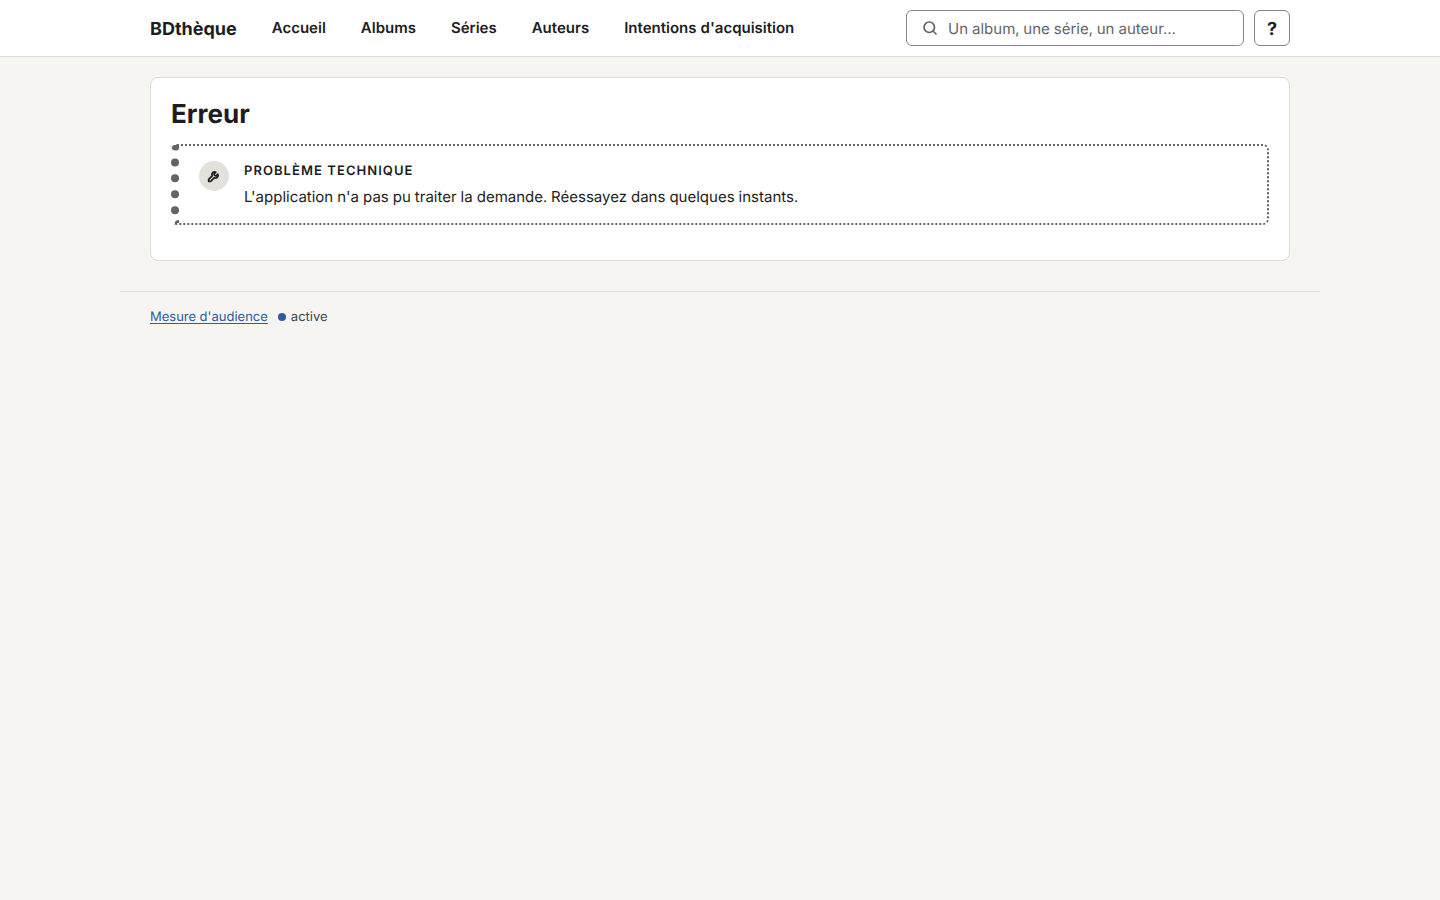 BDthèque Accueil Albums Séries Auteurs Intentions d'acquisition Un album, une série, un auteur... ?
Erreur
PROBLÈME TECHNIQUE
L'application n'a pas pu traiter la demande. Réessayez dans quelques instants.
Mesure d'audience active